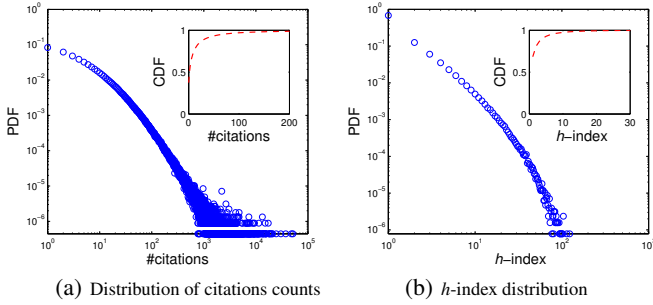 10^0
10^-1
10^-2
10^-3
10^-4
10^-5
10^-6
PDF
10^0 10^1 10^2 10^3 10^4 10^5
#citations
1
0.5
0
CDF
0 100 200
#citations
(a) Distribution of citations counts
10^0
10^-1
10^-2
10^-3
10^-4
10^-5
10^-6
PDF
10^0 10^1 10^2 10^3
h-index
1
0.5
0
CDF
0 10 20 30
h-index
(b) h-index distribution